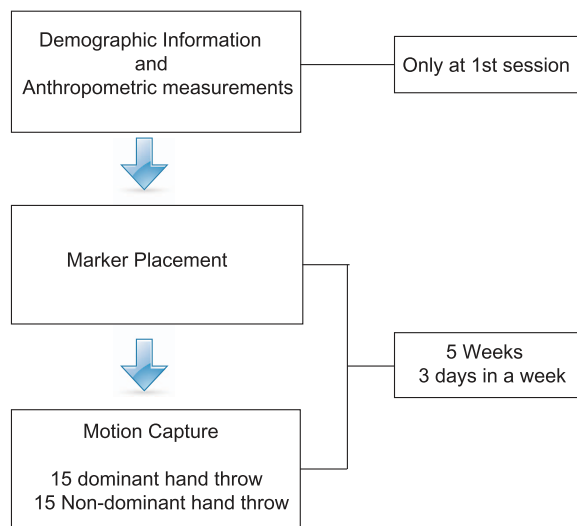 Demographic Information
and
Anthropometric measurements
Only at 1st session
Marker Placement
5 Weeks
3 days in a week
Motion Capture
15 dominant hand throw
15 Non-dominant hand throw